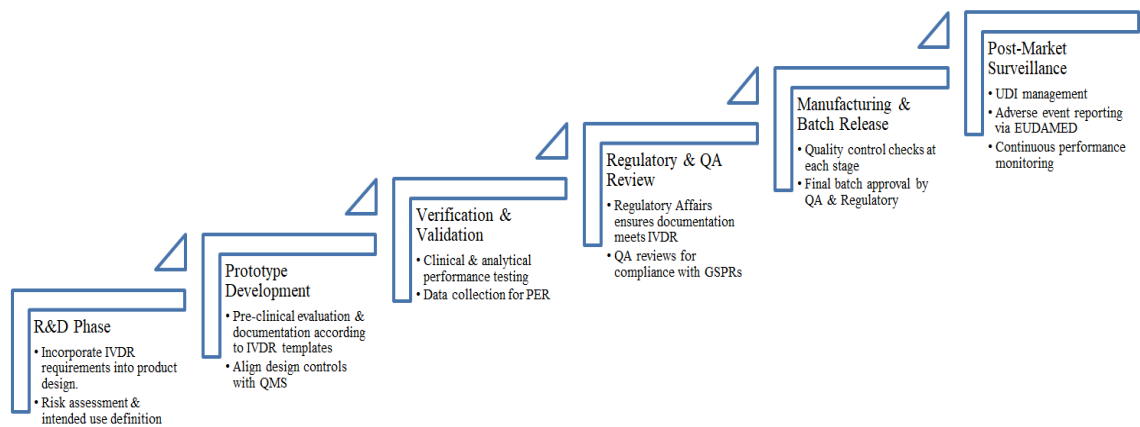 R&D Phase
• Incorporate IVDR
requirements into product
design.
• Risk assessment &
intended use definition
Prototype
Development
• Pre-clinical evaluation &
documentation according
to IVDR templates
• Align design controls
with QMS
Verification &
Validation
• Clinical & analytical
performance testing
• Data collection for PER
Regulatory & QA
Review
• Regulatory Affairs
ensures documentation
meets IVDR
• QA reviews for
compliance with GSPRs
Manufacturing &
Batch Release
• Quality control checks at
each stage
• Final batch approval by
QA & Regulatory
Post-Market
Surveillance
• UDI management
• Adverse event reporting
via EUDAMED
• Continuous performance
monitoring